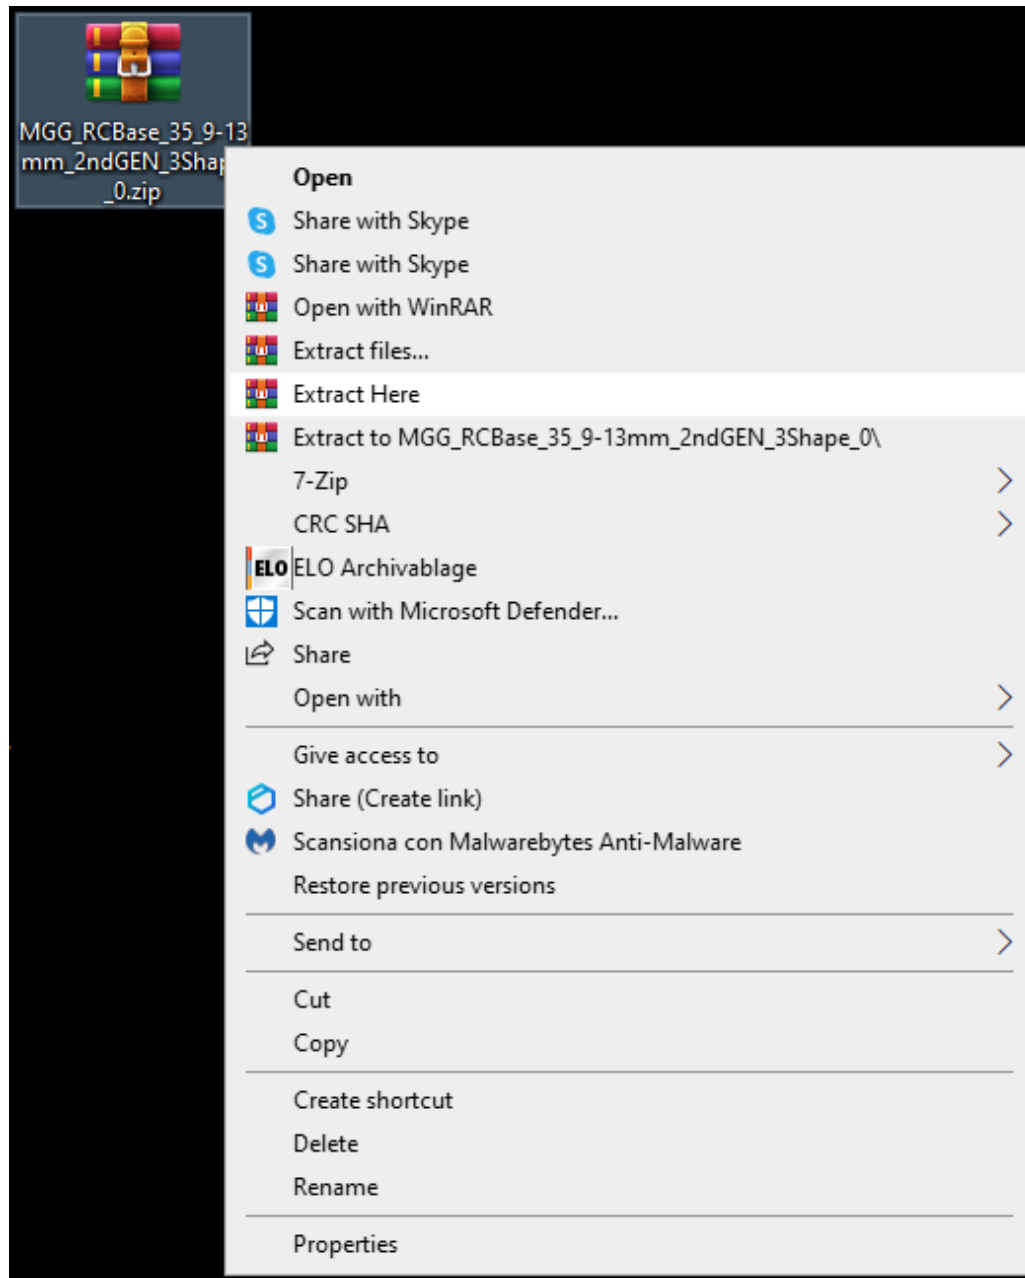 MGG_RCBase_35_9-13
mm_2ndGEN_3Shap
_0.zip
Open
Share with Skype
Share with Skype
Open with WinRAR
Extract files...
Extract Here
Extract to MGG_RCBase_35_9-13mm_2ndGEN_3Shape_0\
7-Zip
CRC SHA
ELO ELO Archivablage
Scan with Microsoft Defender...
Share
Open with
Give access to
Share (Create link)
Scansiona con Malwarebytes Anti-Malware
Restore previous versions
Send to
Cut
Copy
Create shortcut
Delete
Rename
Properties